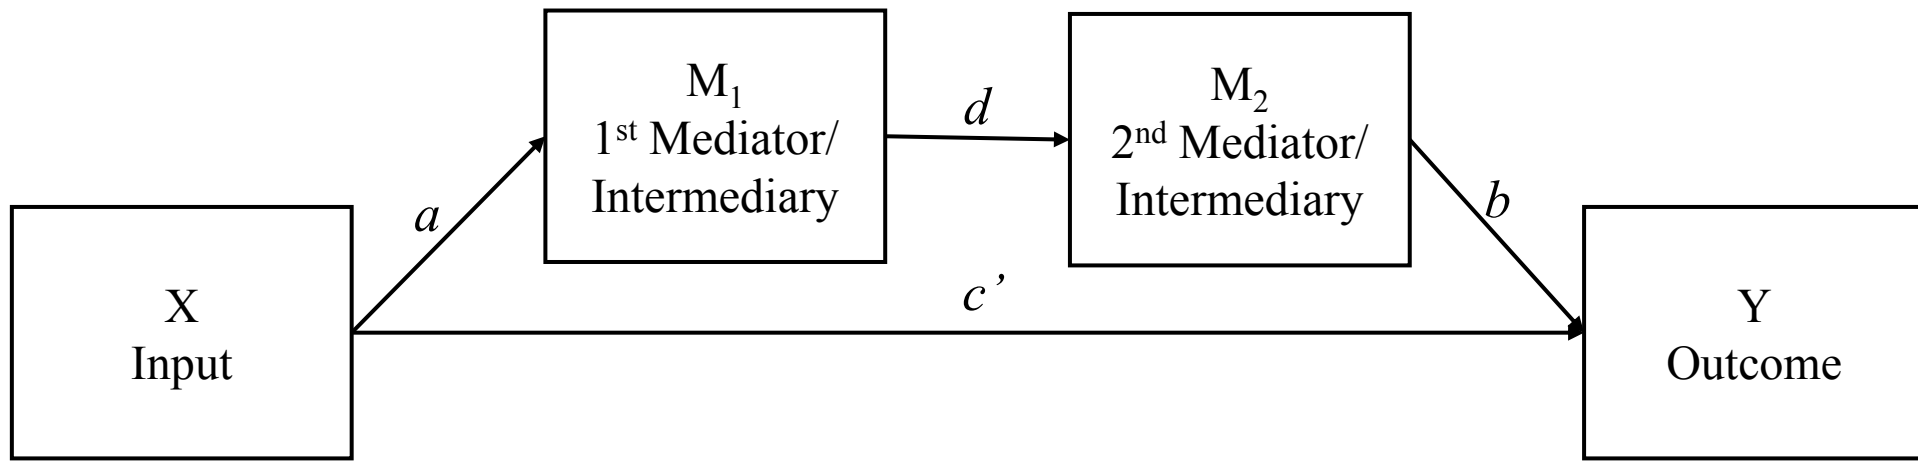 M₁
1ˢᵗ Mediator/
Intermediary
d
M₂
2ⁿᵈ Mediator/
Intermediary
a
b
c’
X
Input
Y
Outcome